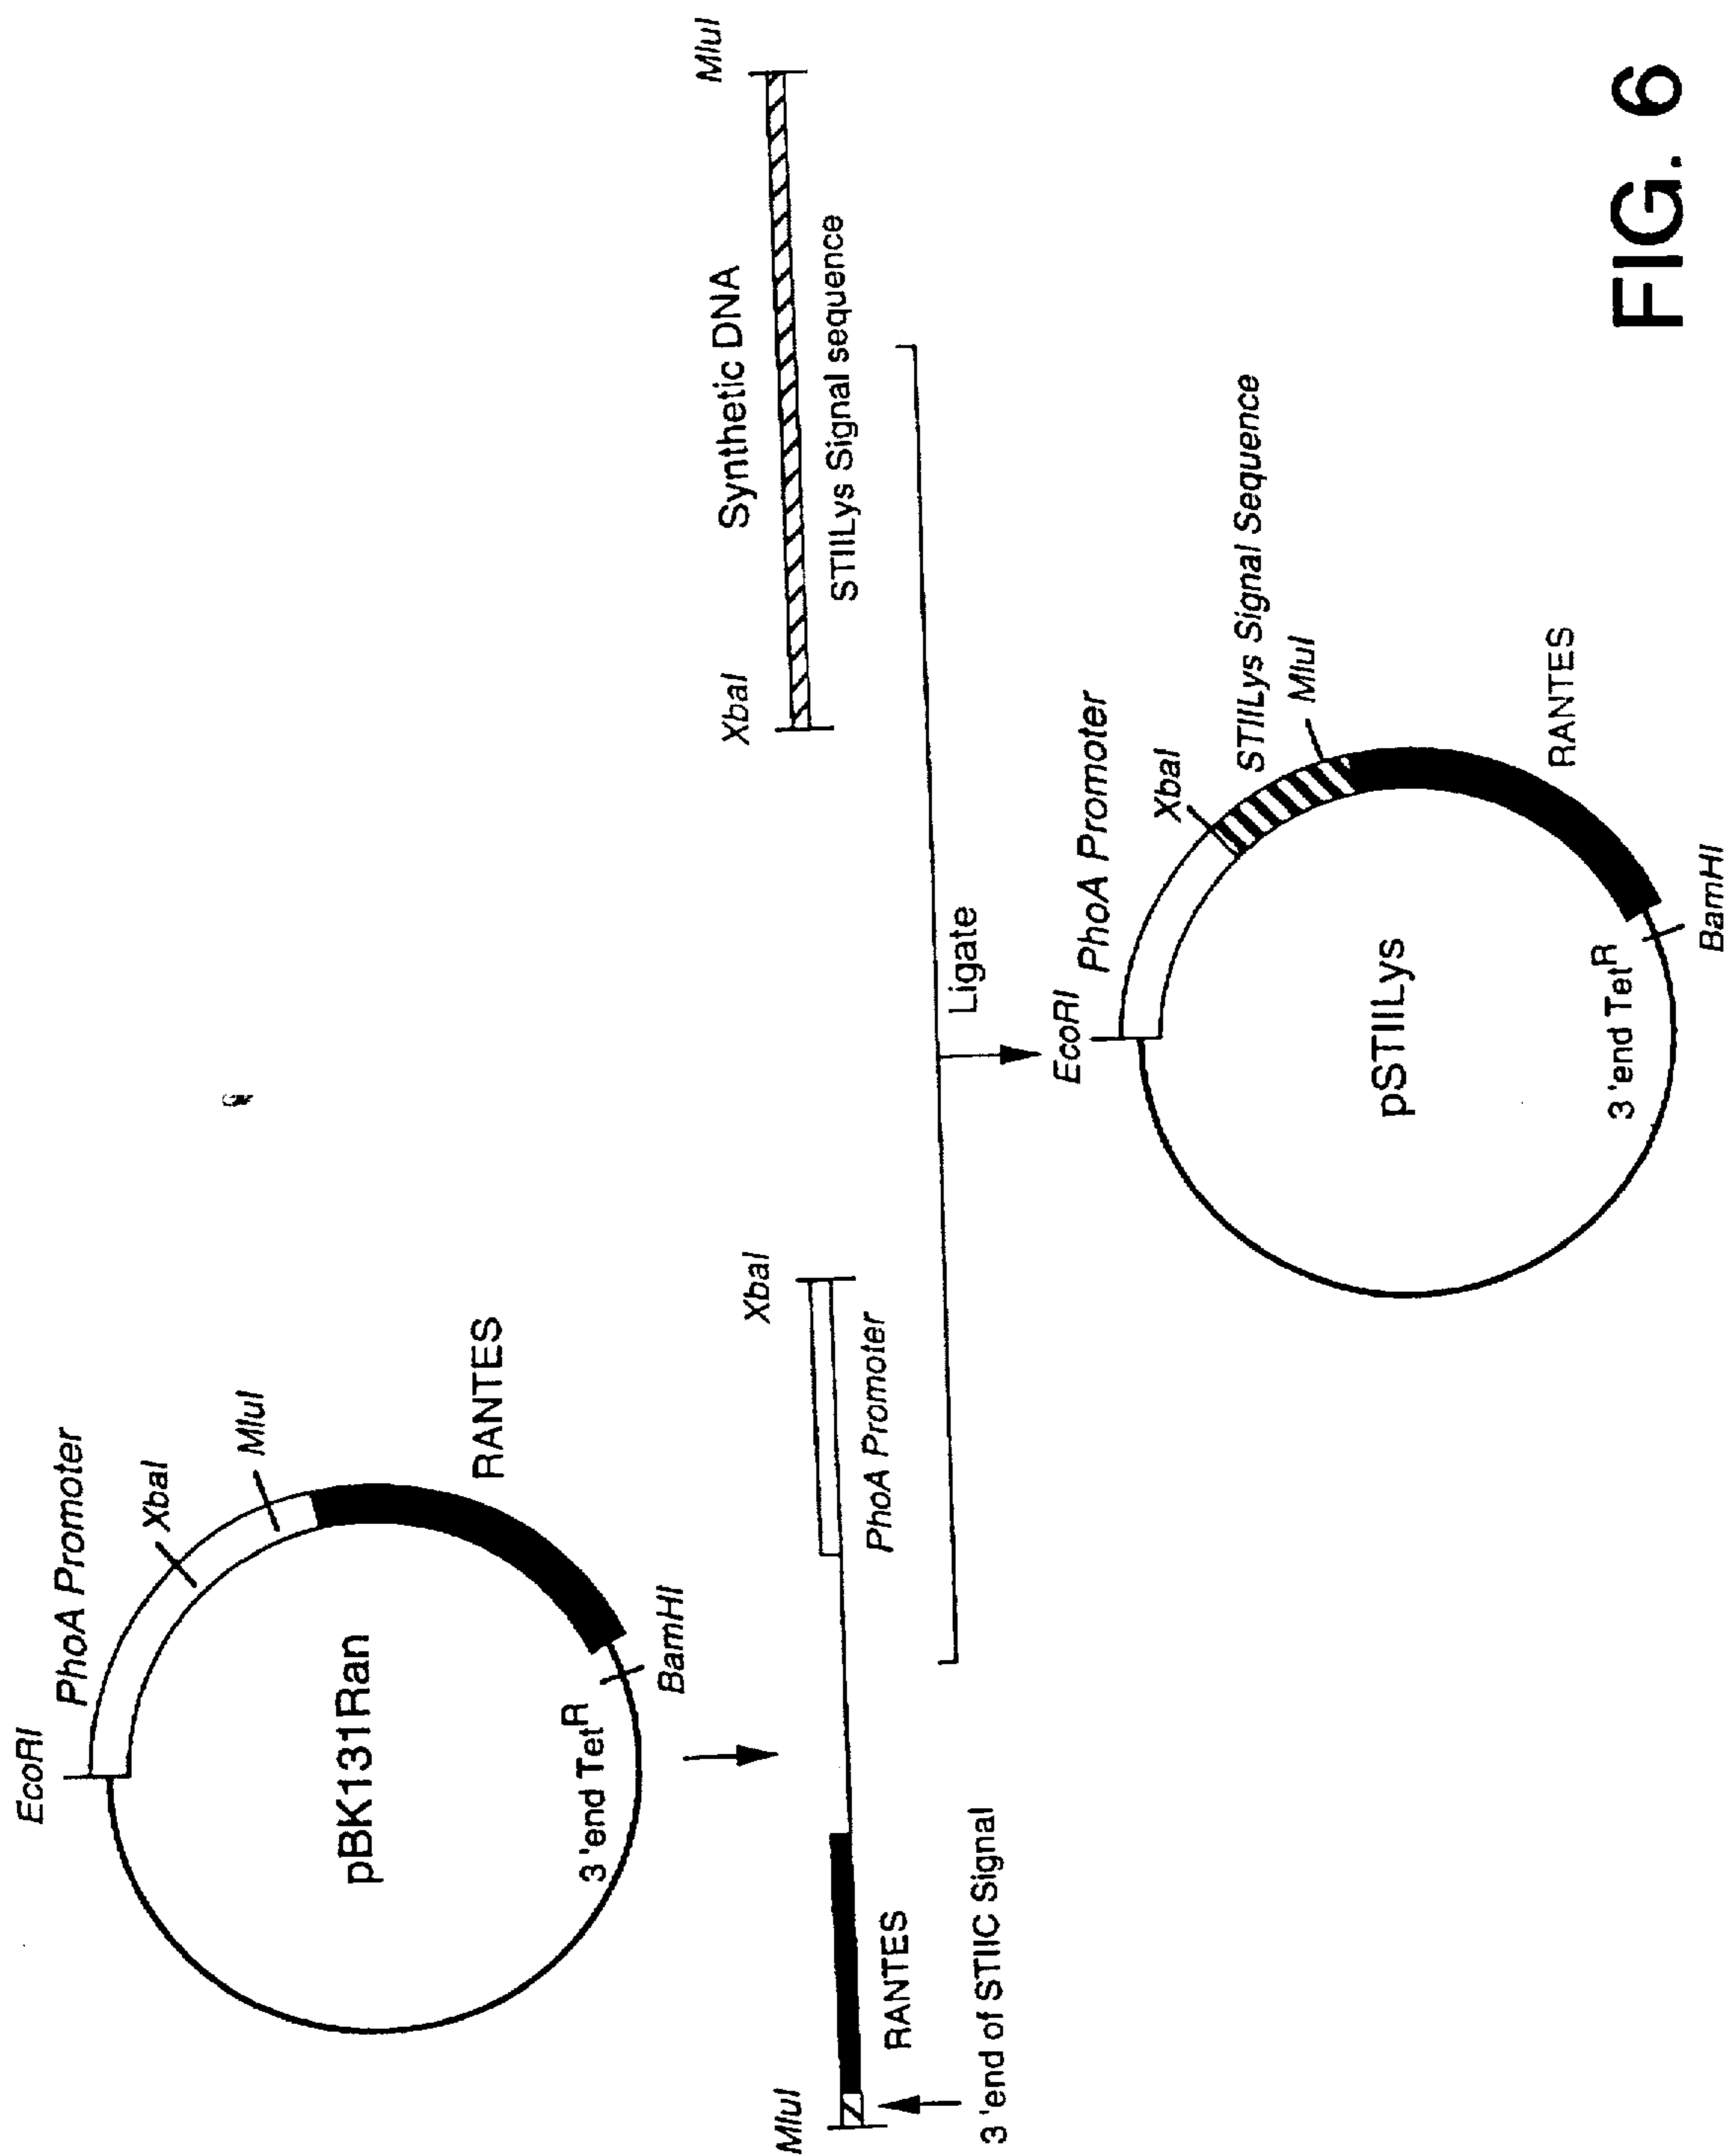 EcoRI
PhoA Promoter
XbaI
MluI
pBK131Ran
RANTES
3 'end Tet^R
BamHI
MluI
RANTES
3 'end of STIIC Signal
XbaI
PhoA Promoter
XbaI
Synthetic DNA
MluI
STIILys Signal sequence
Ligate
EcoRI
PhoA Promoter
XbaI
STIILys Signal Sequence
MluI
pSTIILys
RANTES
3 'end Tet^R
BamHI
FIG. 6